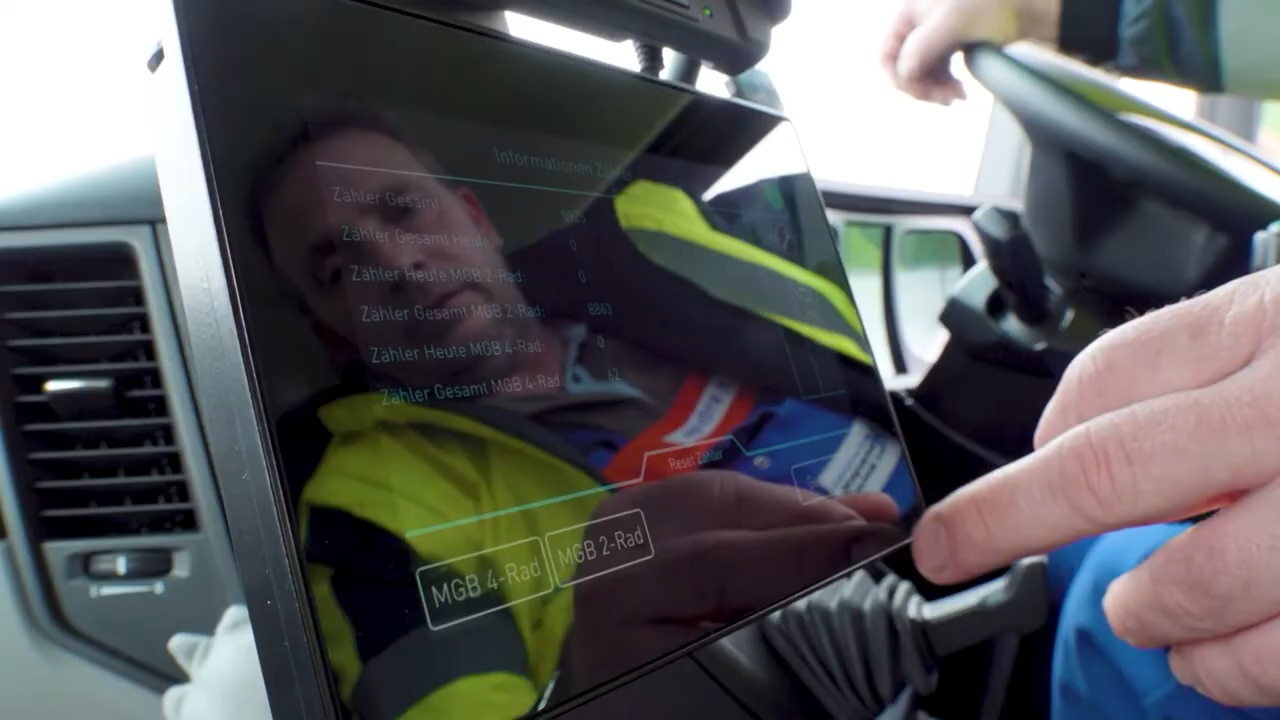 Informationen
Zähler Gesamt
8925
Zähler Gesamt Heute:
0
Zähler Heute MGB 2-Rad:
0
Zähler Gesamt MGB 2-Rad:
8863
Zähler Heute MGB 4-Rad:
0
Zähler Gesamt MGB 4-Rad
62
Reset Zähler
MGB 4-Rad
MGB 2-Rad